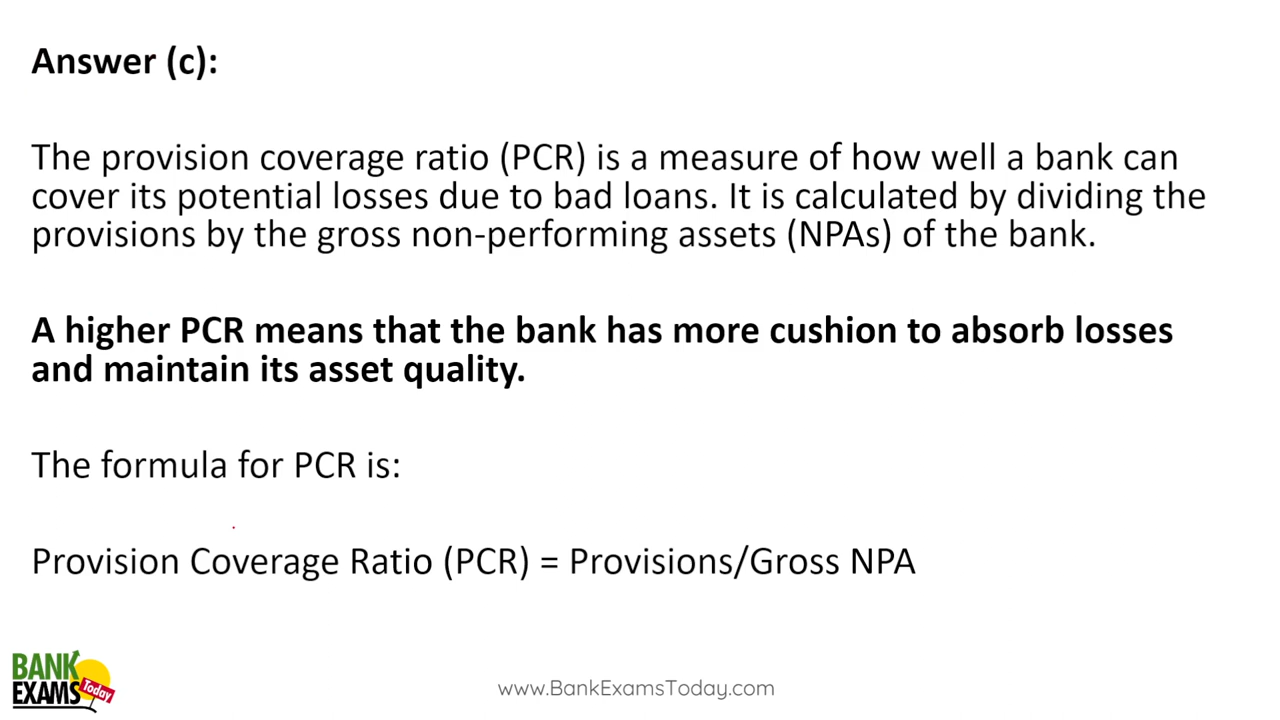 Answer (c):
The provision coverage ratio (PCR) is a measure of how well a bank can
cover its potential losses due to bad loans. It is calculated by dividing the
provisions by the gross non-performing assets (NPAs) of the bank.
A higher PCR means that the bank has more cushion to absorb losses
and maintain its asset quality.
The formula for PCR is:
Provision Coverage Ratio (PCR) = Provisions/Gross NPA
BANK
EXAMS
Today
www.BankExamsToday.com